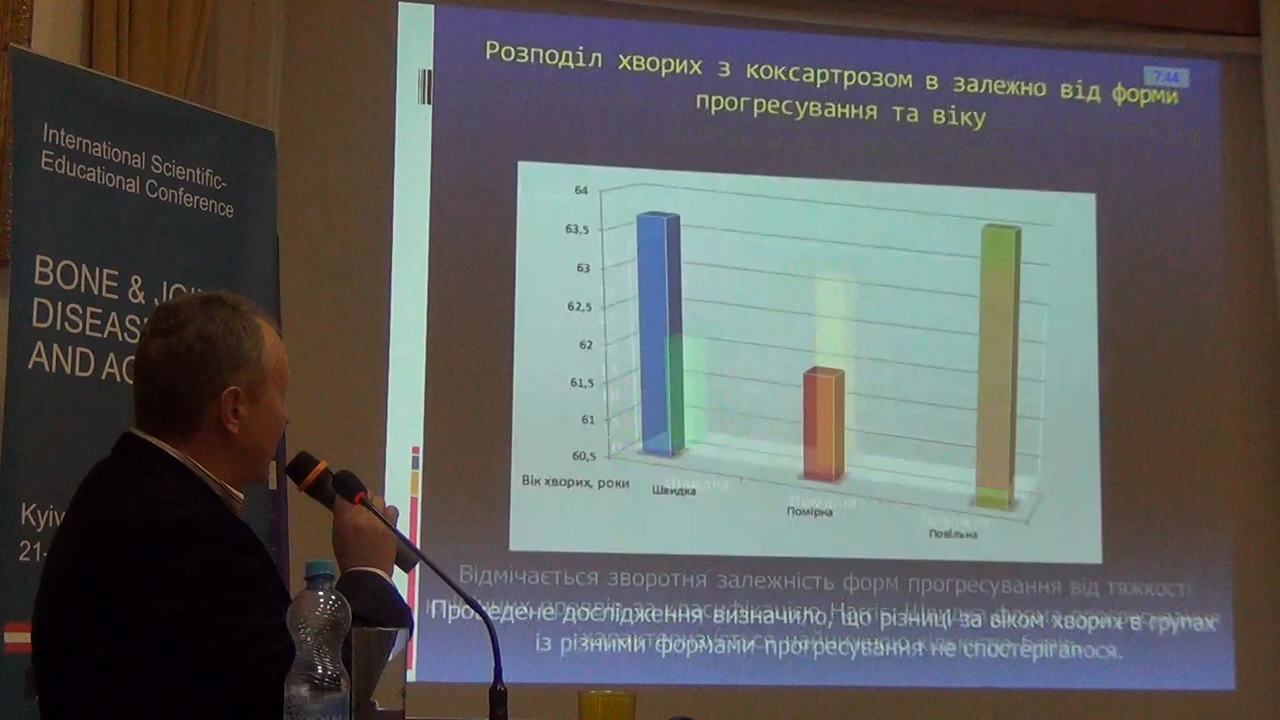 International Scientific-
Educational Conference
BONE & 
DISEAS
AND
Kyiv
21-
7:44
Розподіл хворих з коксартрозом в залежно від форми
прогресування та віку
64
63,5
63
62,5
62
61,5
61
60,5
Вік хворих, роки
Швидка
Помірна
Повільна
Відмічається зворотня залежність форм прогресування від тяжкості
Проведене дослідження визначило, що різниці за віком хворих в групах
із різними формами прогресування не спостерігалося.